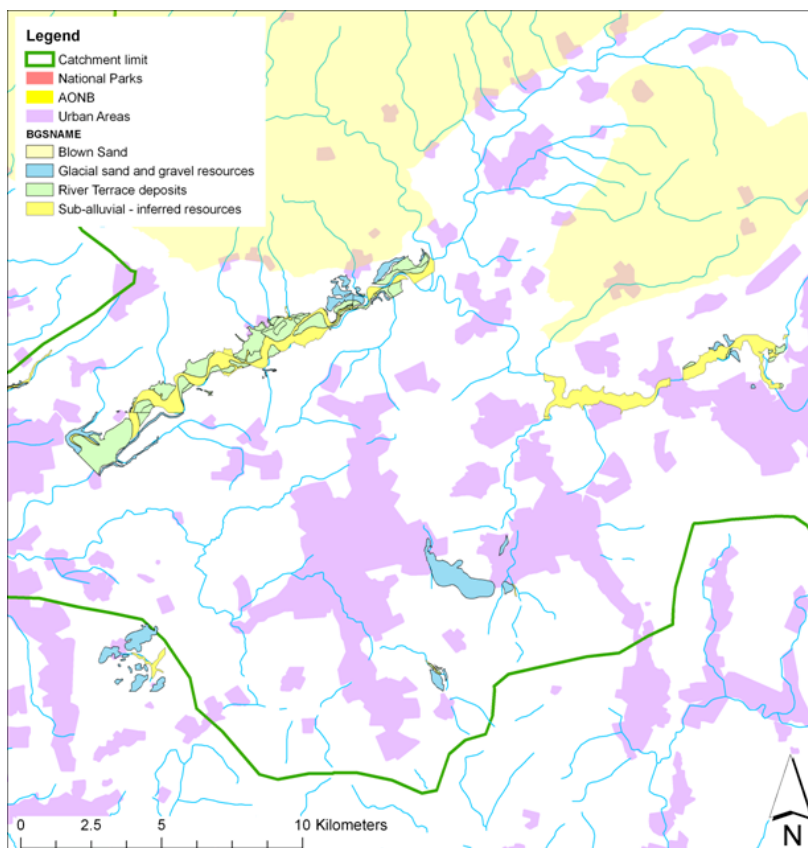 Legend
Catchment limit
National Parks
AONB
Urban Areas
BGSNAME
Blown Sand
Glacial sand and gravel resources
River Terrace deposits
Sub-alluvial - inferred resources
0 2.5 5 10 Kilometers
N